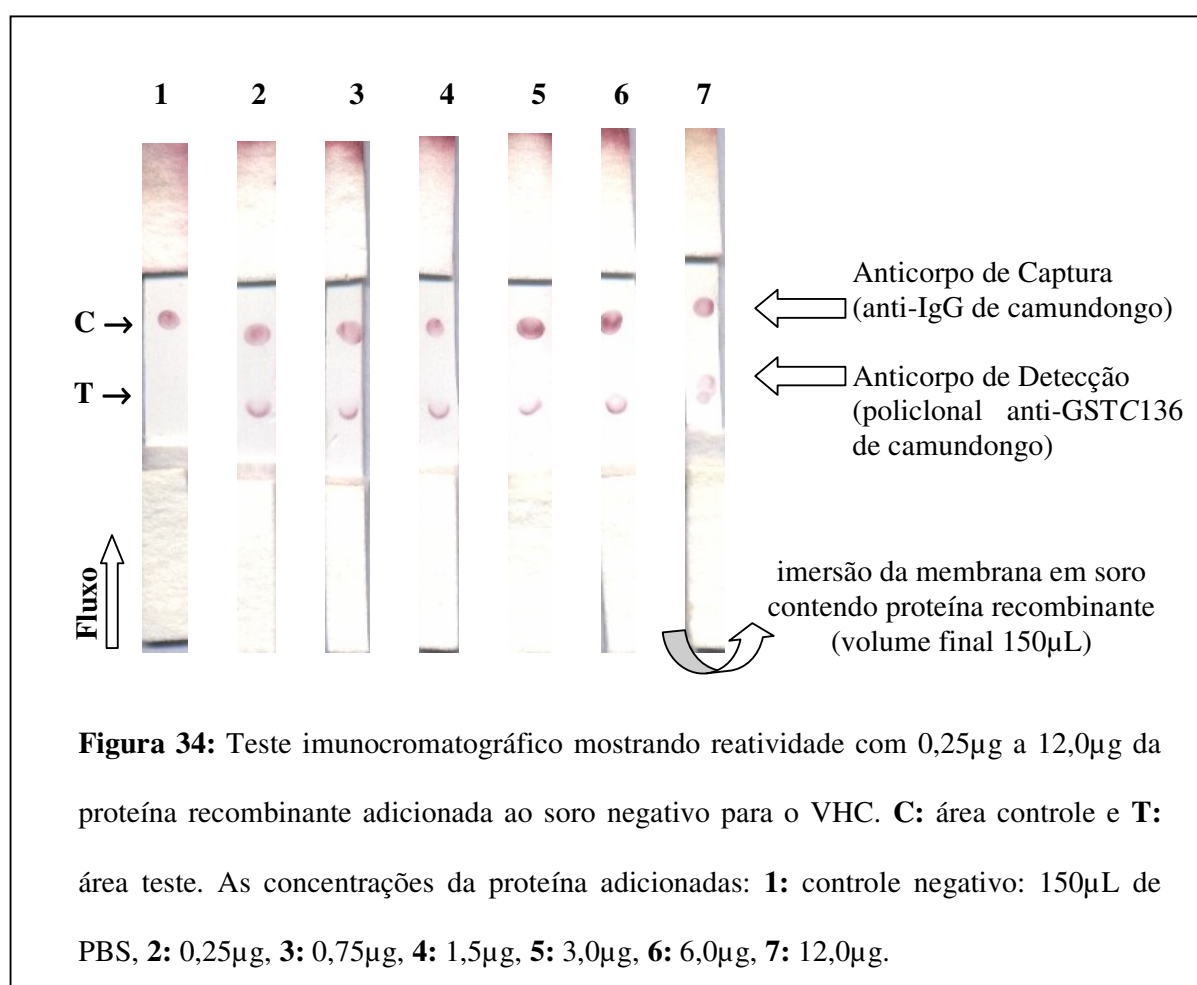 1 2 3 4 5 6 7
C →
T →
Fluxo
Anticorpo de Captura
(anti-IgG de camundongo)
Anticorpo de Detecção
(policlonal anti-GSTC136
de camundongo)
imersão da membrana em soro
contendo proteína recombinante
(volume final 150µL)
Figura 34: Teste imunocromatográfico mostrando reatividade com 0,25µg a 12,0µg da
proteína recombinante adicionada ao soro negativo para o VHC. C: área controle e T:
área teste. As concentrações da proteína adicionadas: 1: controle negativo: 150µL de
PBS, 2: 0,25µg, 3: 0,75µg, 4: 1,5µg, 5: 3,0µg, 6: 6,0µg, 7: 12,0µg.